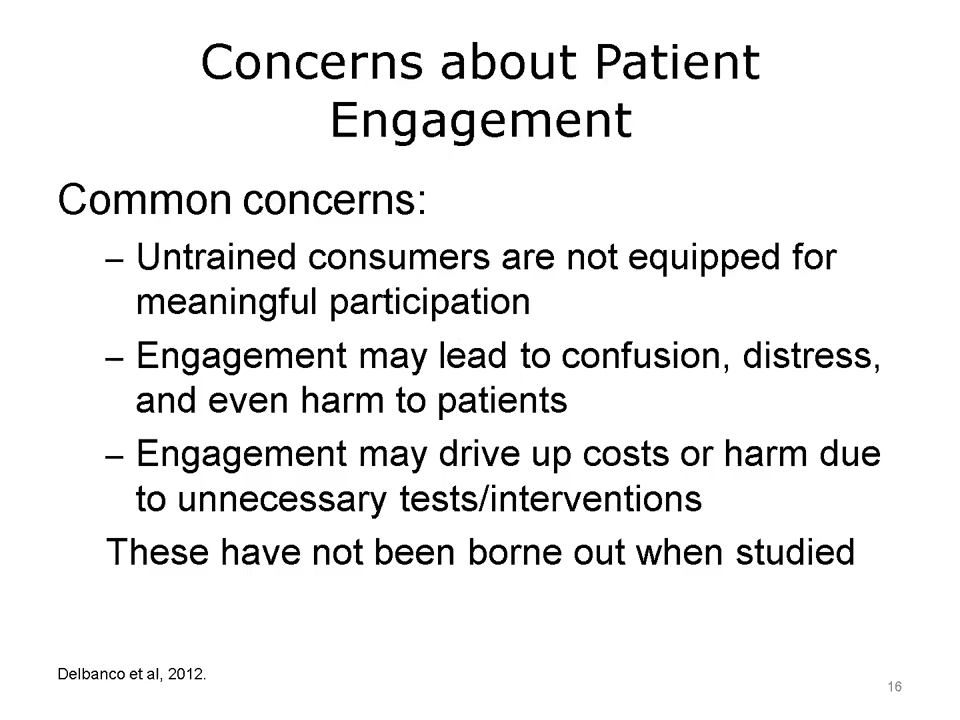 Concerns about Patient
Engagement
Common concerns:
– Untrained consumers are not equipped for
meaningful participation
– Engagement may lead to confusion, distress,
and even harm to patients
– Engagement may drive up costs or harm due
to unnecessary tests/interventions
These have not been borne out when studied
Delbanco et al, 2012.
16